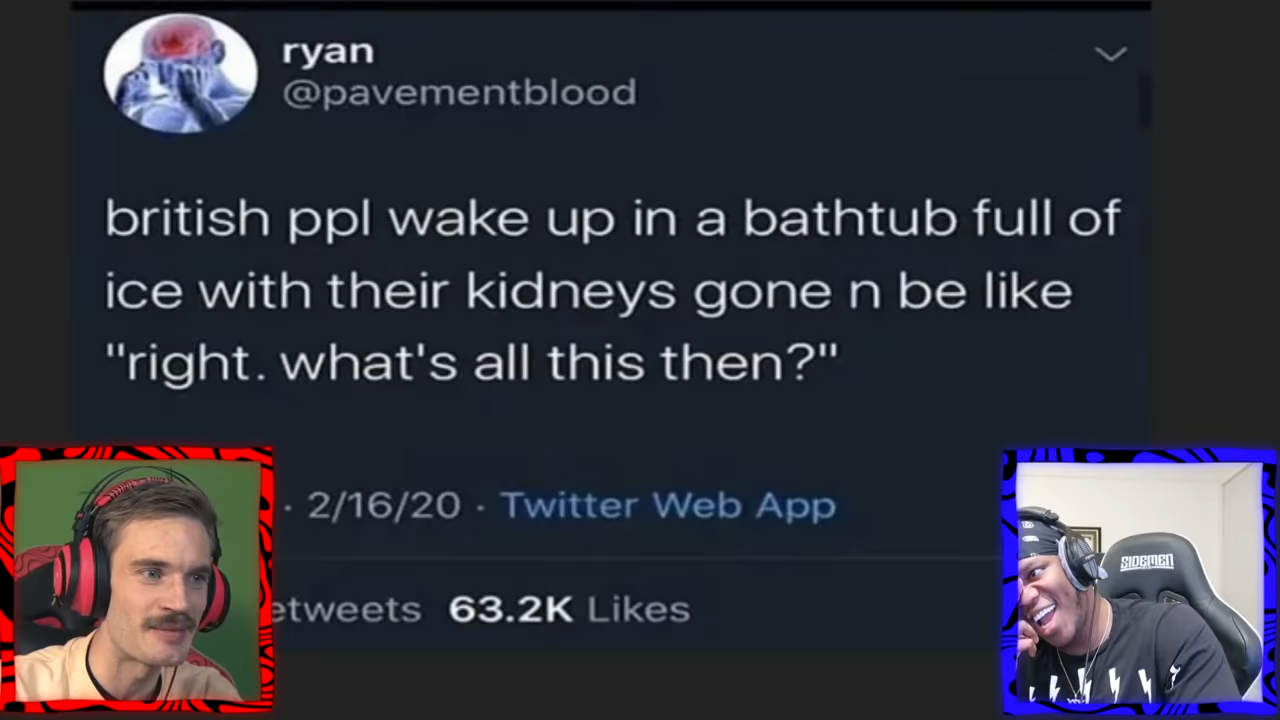 ryan
@pavementblood
british ppl wake up in a bathtub full of
ice with their kidneys gone n be like
"right. what's all this then?"
· 2/16/20 · Twitter Web App
etweets 63.2K Likes
SIDEMEN